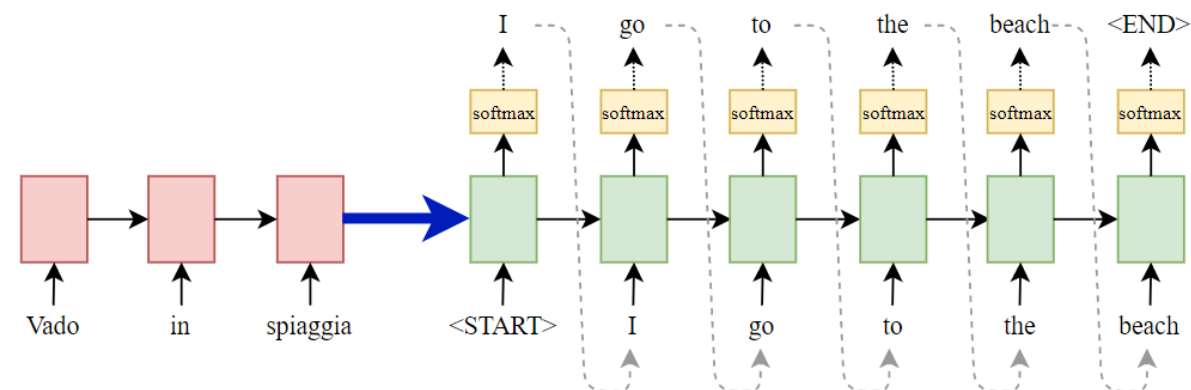 I go to the beach <END>
softmax softmax softmax softmax softmax softmax
Vado in spiaggia <START> I go to the beach